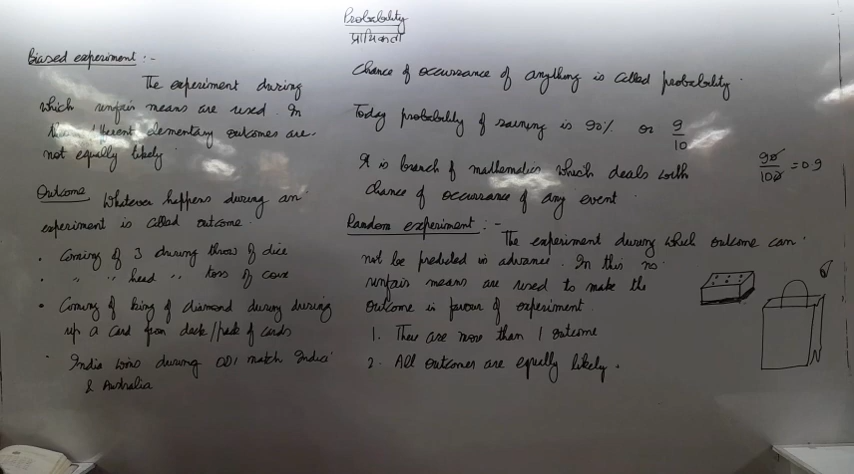 Probability
प्रायिकता
Biased experiment :-
The experiment during
which unfair means are used. In
different elementary outcomes are
not equally likely
Outcome Whatever happens during an
experiment is called outcome.
• Coming of 3 during throw of dice
• " " head " toss of coin
• Coming of king of diamond during during
up a card from deck/pack of cards
• India wins during ODI match India
& Australia
Chance of occurrance of anything is called probability.
Today probability of raining is 90% or 9/10
It is branch of mathematics which deals with
chance of occurrance of any event.
90/100 = 0.9
Random experiment :-
The experiment during which outcome can
not be predicted in advance. In this no
unfair means are used to make the
outcome in favour of experiment.
1. There are more than 1 outcome
2. All outcomes are equally likely.